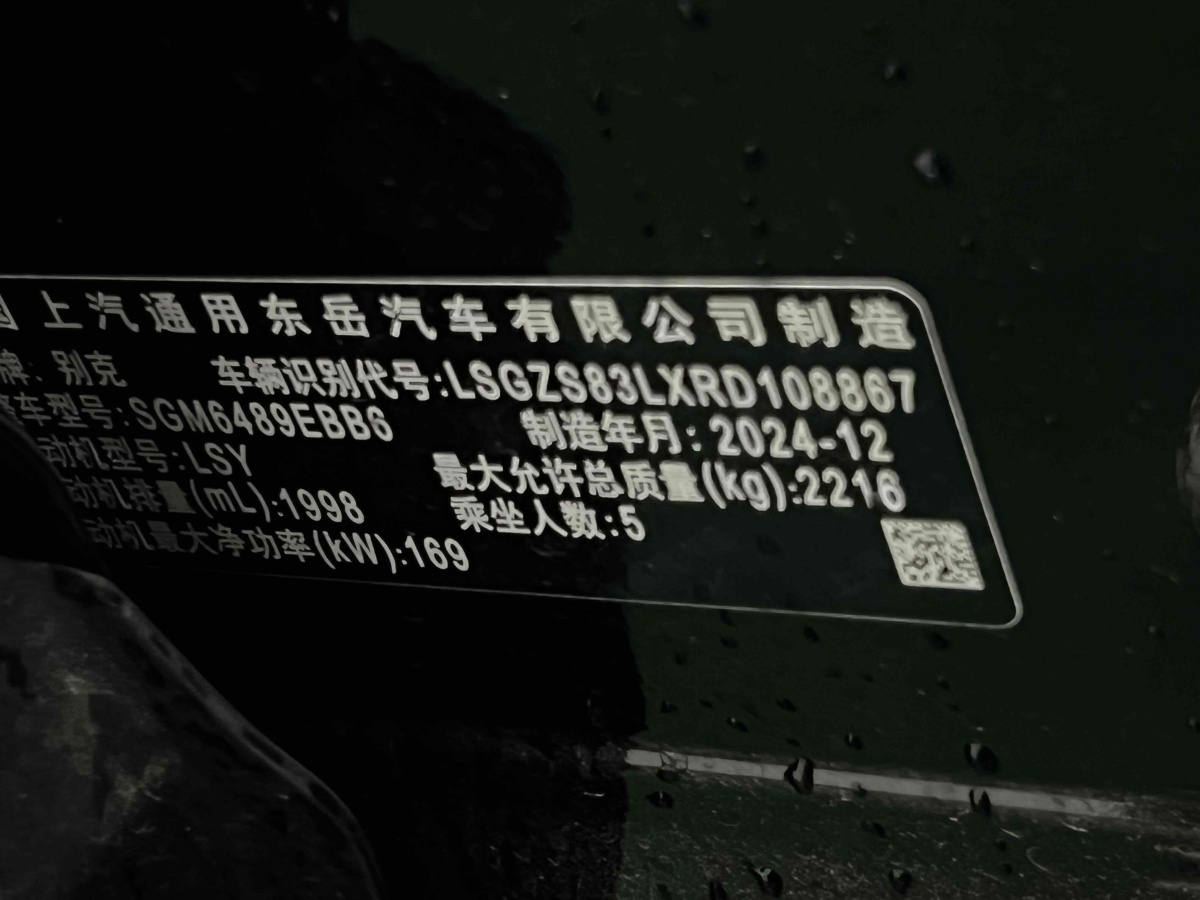 国 上汽通用东岳汽车有限公司制造
牌: 别克 车辆识别代号:LSGZS83LXRD108867
整车型号:SGM6489EBB6 制造年月: 2024-12
动机型号:LSY 最大允许总质量(kg):2216
动机排量(mL):1998 乘坐人数:5
动机最大净功率(kW):169